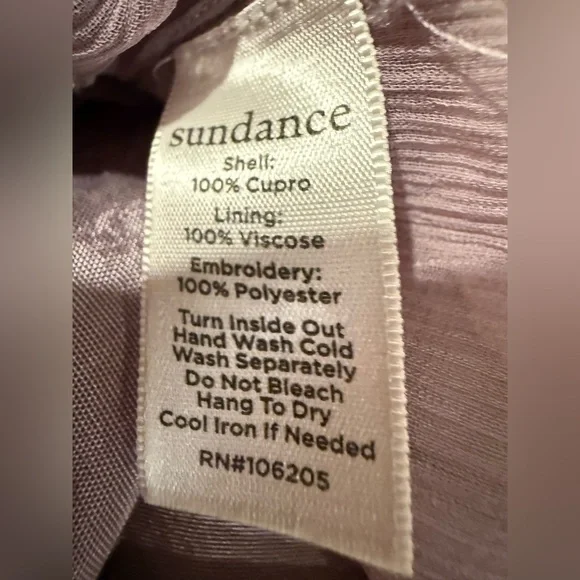 sundance
Shell:
100% Cupro
Lining:
100% Viscose
Embroidery:
100% Polyester
Turn Inside Out
Hand Wash Cold
Wash Separately
Do Not Bleach
Hang To Dry
Cool Iron If Needed
RN#106205